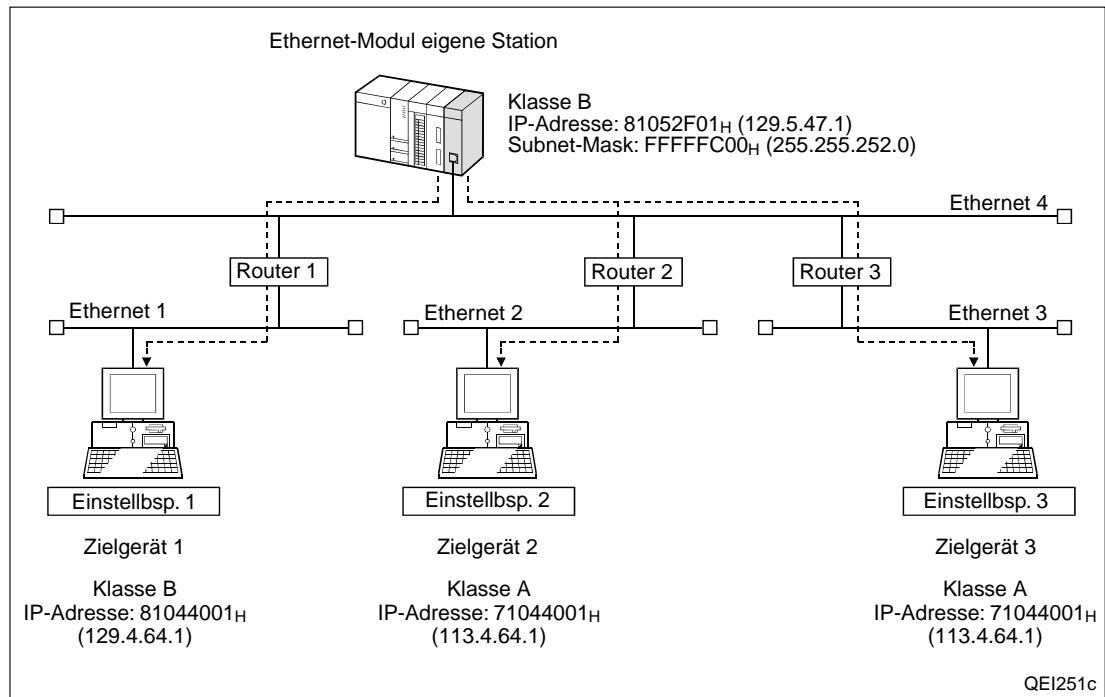 Ethernet-Modul eigene Station
Klasse B
IP-Adresse: 81052F01H (129.5.47.1)
Subnet-Mask: FFFFFC00H (255.255.252.0)
Ethernet 4
Router 1
Router 2
Router 3
Ethernet 1
Ethernet 2
Ethernet 3
Einstellbsp. 1
Einstellbsp. 2
Einstellbsp. 3
Zielgerät 1
Zielgerät 2
Zielgerät 3
Klasse B
IP-Adresse: 81044001H
(129.4.64.1)
Klasse A
IP-Adresse: 71044001H
(113.4.64.1)
Klasse A
IP-Adresse: 71044001H
(113.4.64.1)
QEI251c